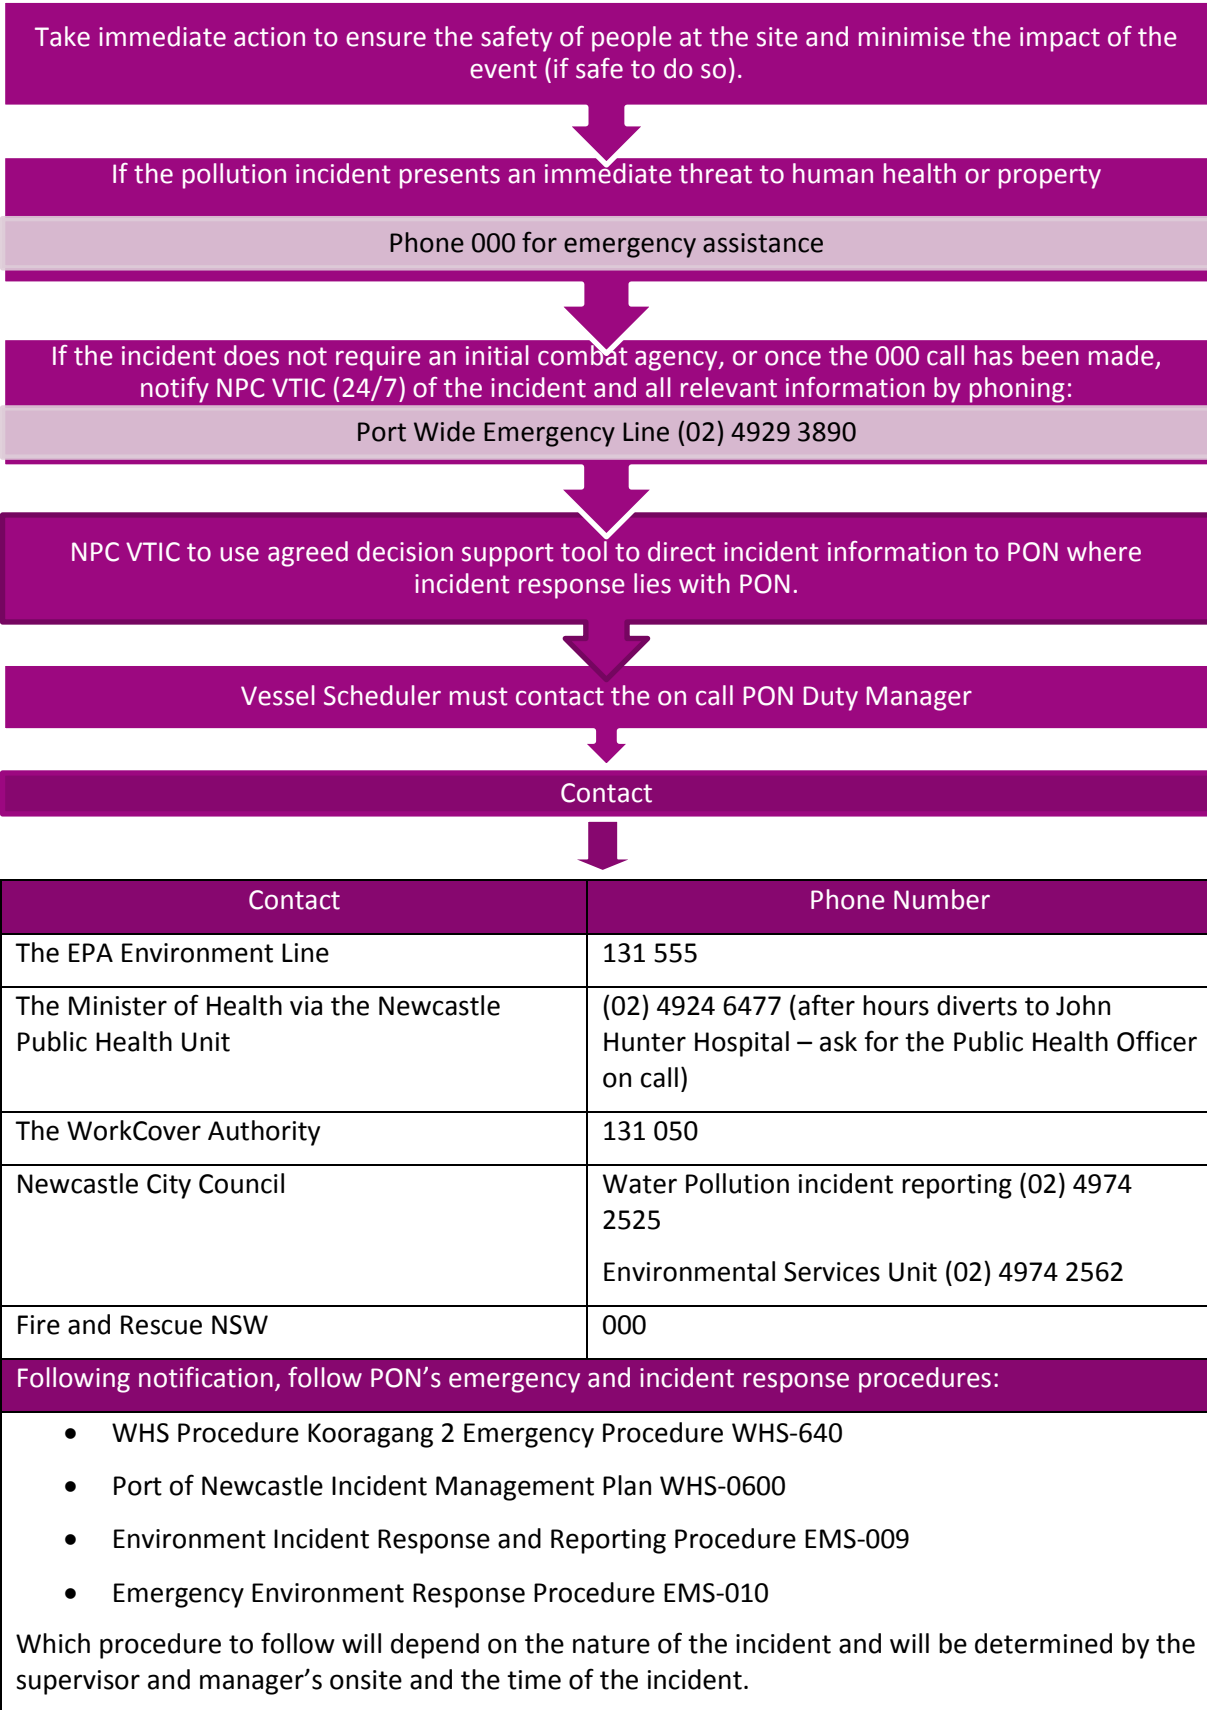 Take immediate action to ensure the safety of people at the site and minimise the impact of the
event (if safe to do so).
If the pollution incident presents an immediate threat to human health or property
Phone 000 for emergency assistance
If the incident does not require an initial combat agency, or once the 000 call has been made,
notify NPC VTIC (24/7) of the incident and all relevant information by phoning:
Port Wide Emergency Line (02) 4929 3890
NPC VTIC to use agreed decision support tool to direct incident information to PON where
incident response lies with PON.
Vessel Scheduler must contact the on call PON Duty Manager
Contact
Contact
Phone Number
The EPA Environment Line
131 555
The Minister of Health via the Newcastle
Public Health Unit
(02) 4924 6477 (after hours diverts to John
Hunter Hospital – ask for the Public Health Officer
on call)
The WorkCover Authority
131 050
Newcastle City Council
Water Pollution incident reporting (02) 4974
2525
Environmental Services Unit (02) 4974 2562
Fire and Rescue NSW
000
Following notification, follow PON’s emergency and incident response procedures:
• WHS Procedure Kooragang 2 Emergency Procedure WHS-640
• Port of Newcastle Incident Management Plan WHS-0600
• Environment Incident Response and Reporting Procedure EMS-009
• Emergency Environment Response Procedure EMS-010
Which procedure to follow will depend on the nature of the incident and will be determined by the
supervisor and manager’s onsite and the time of the incident.